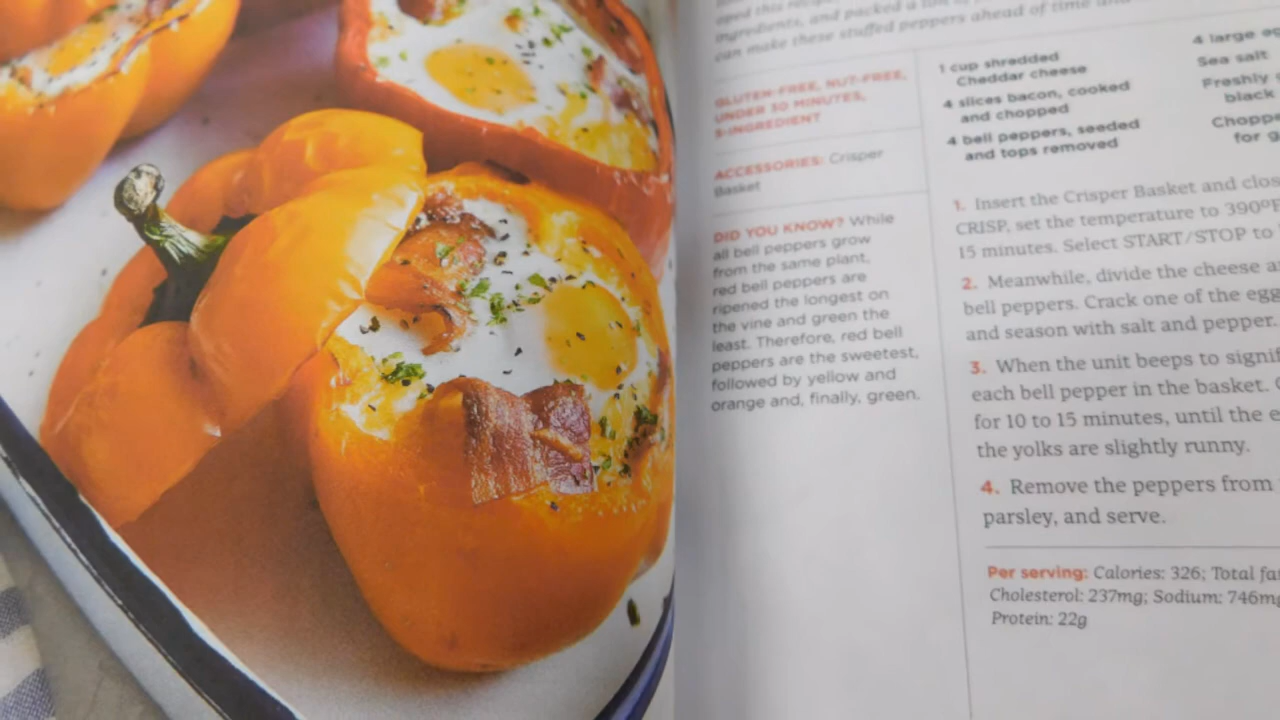 oped this recipe
ingredients, and packed a ton of
can make these stuffed peppers ahead of time and
GLUTEN-FREE, NUT-FREE,
UNDER 30 MINUTES,
5-INGREDIENT
ACCESSORIES: Crisper
Basket
DID YOU KNOW? While
all bell peppers grow
from the same plant,
red bell peppers are
ripened the longest on
the vine and green the
least. Therefore, red bell
peppers are the sweetest,
followed by yellow and
orange and, finally, green.
1 cup shredded
Cheddar cheese
4 slices bacon, cooked
and chopped
4 bell peppers, seeded
and tops removed
4 large eg
Sea salt
Freshly
black
Choppe
for g
1. Insert the Crisper Basket and clos
CRISP, set the temperature to 390°F
15 minutes. Select START/STOP to
2. Meanwhile, divide the cheese a
bell peppers. Crack one of the egg
and season with salt and pepper.
3. When the unit beeps to signif
each bell pepper in the basket. C
for 10 to 15 minutes, until the e
the yolks are slightly runny.
4. Remove the peppers from
parsley, and serve.
Per serving: Calories: 326; Total fa
Cholesterol: 237mg; Sodium: 746mg
Protein: 22g